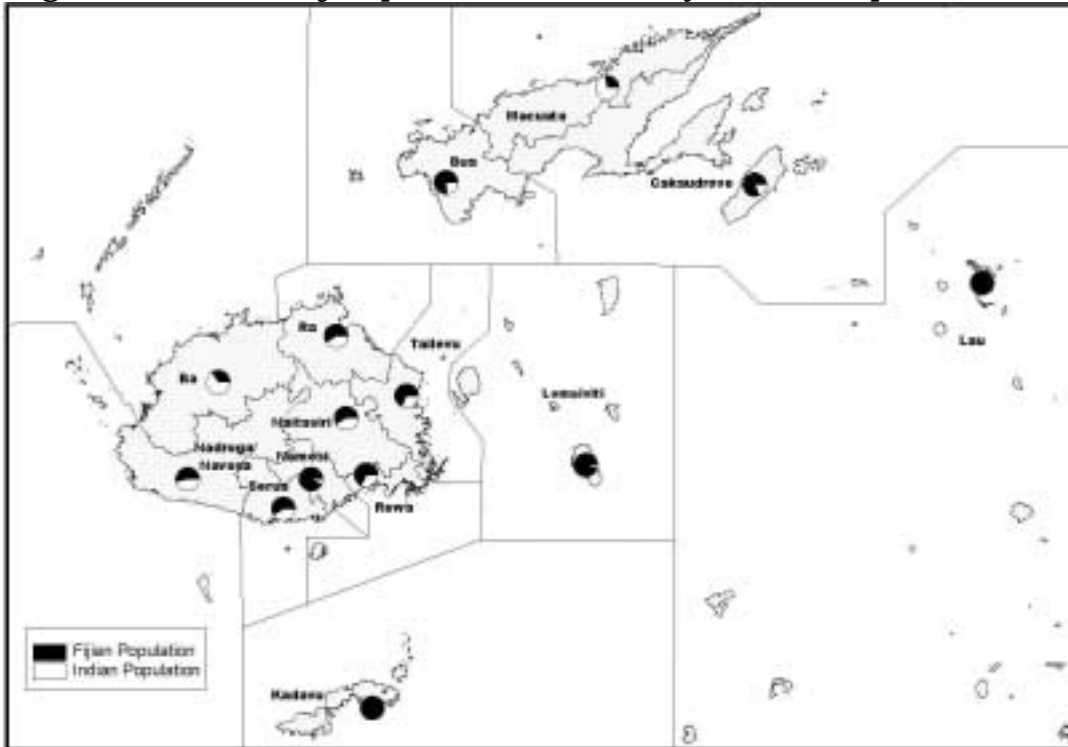 Macuata
Bua
Cakaudrove
Ra
Tailevu
Lau
Ba
Lomaiviti
Naitasiri
Nadroga/
Navosa
Namosi
Serua
Rewa
Fijian Population
Indian Population
Kadavu